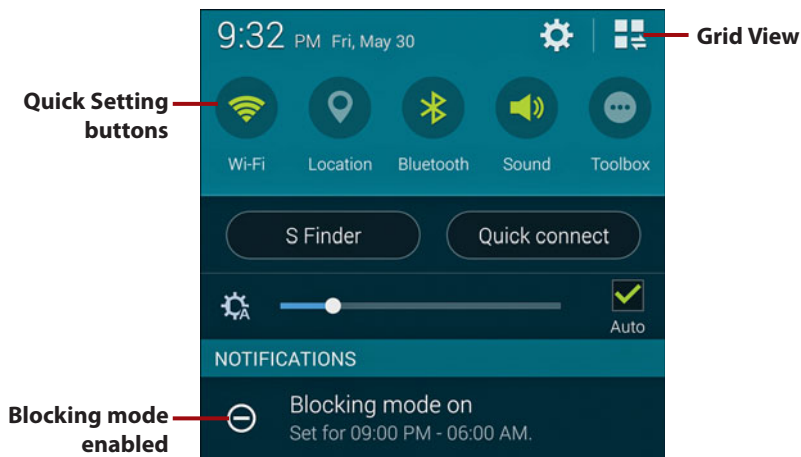 9:32 PM Fri, May 30
Grid View
Quick Setting
buttons
Wi-Fi Location Bluetooth Sound Toolbox
S Finder Quick connect
A
Auto
NOTIFICATIONS
Blocking mode
enabled
Blocking mode on
Set for 09:00 PM - 06:00 AM.